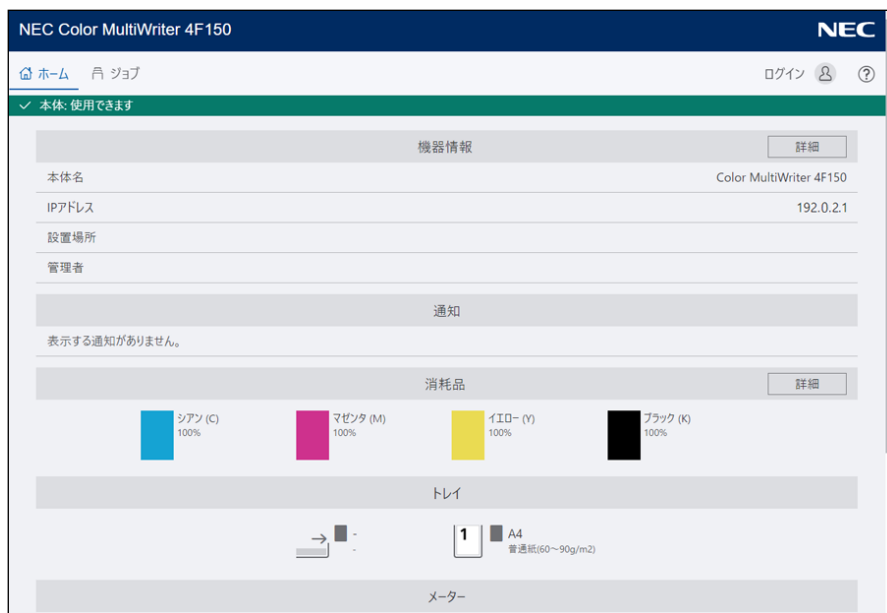 NEC Color MultiWriter 4F150
NEC
ホーム ジョブ ログイン ?
本体: 使用できます
機器情報 詳細
本体名 Color MultiWriter 4F150
IPアドレス 192.0.2.1
設置場所
管理者
通知
表示する通知がありません。
消耗品 詳細
シアン (C) マゼンタ (M) イエロー (Y) ブラック (K)
100% 100% 100% 100%
トレイ
- 1 A4
- 普通紙(60～90g/m2)
メーター